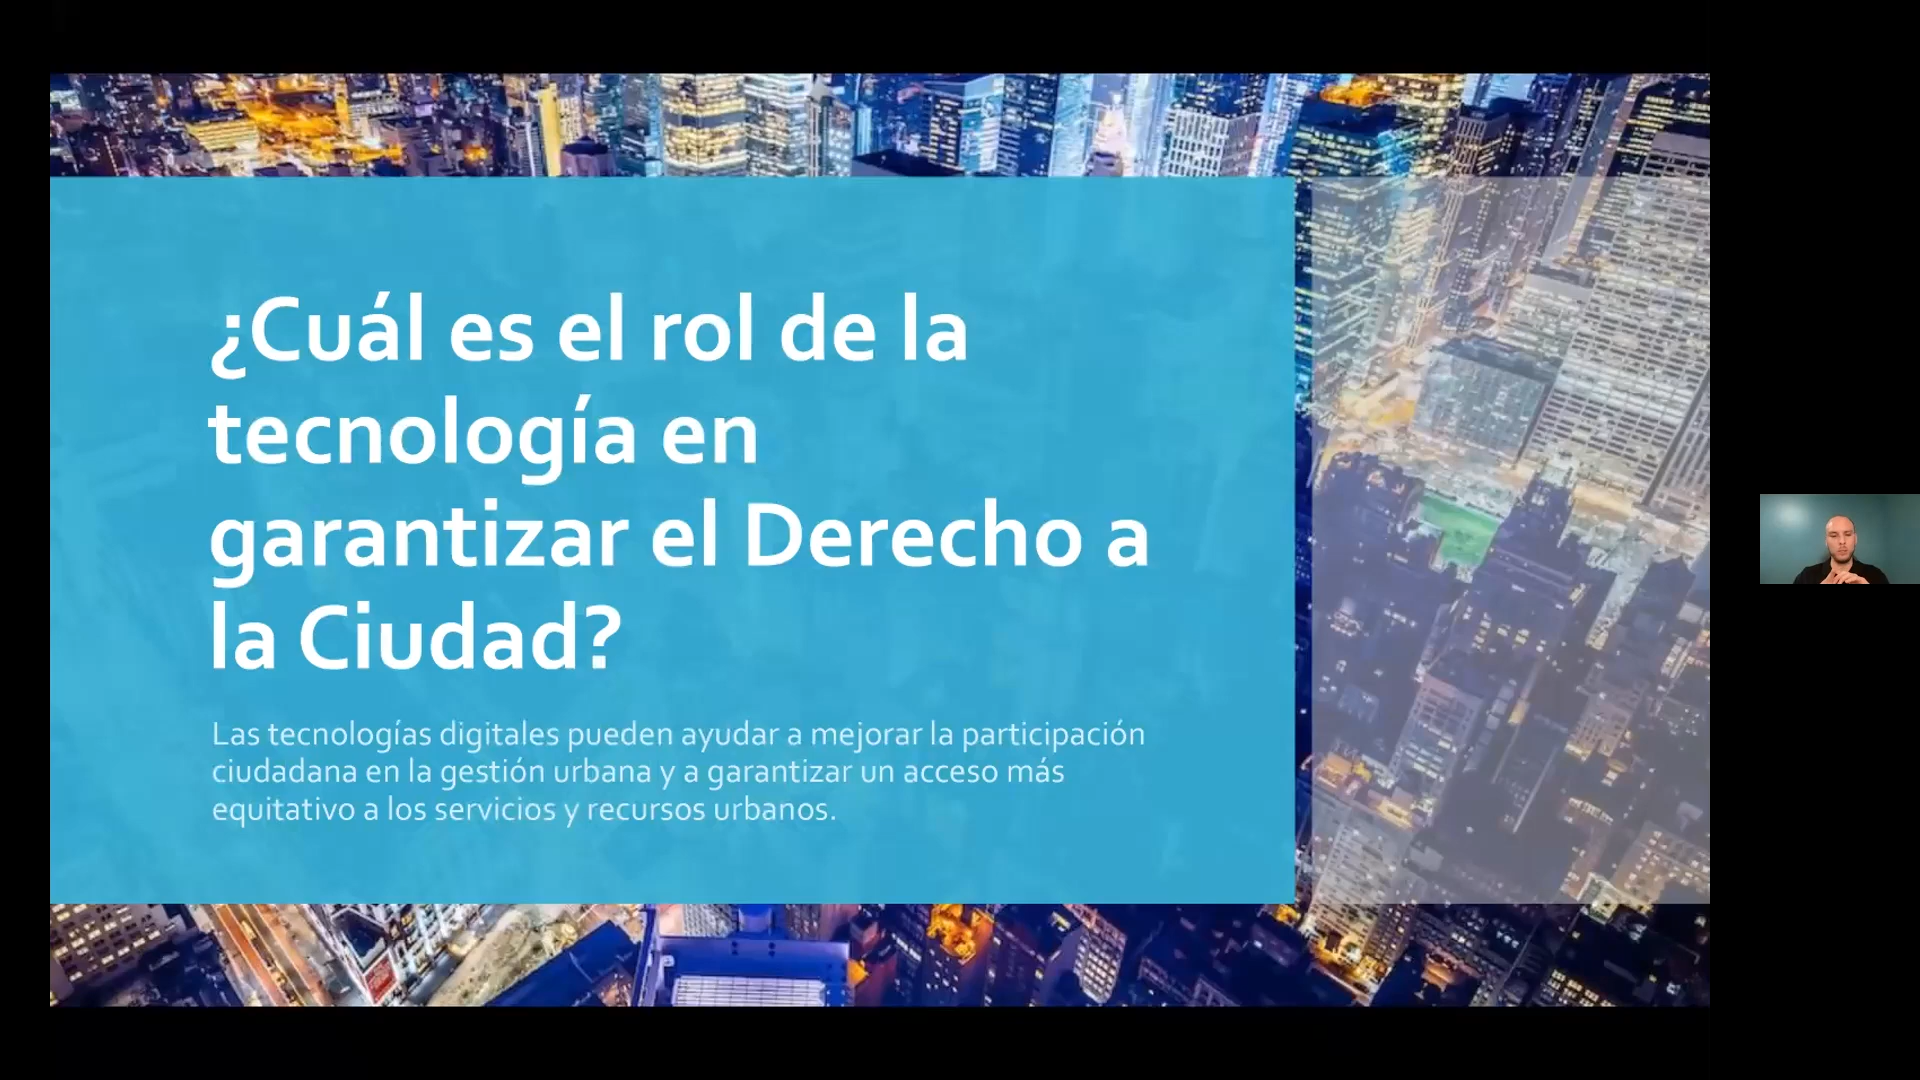 ¿Cuál es el rol de la
tecnología en
garantizar el Derecho a
la Ciudad?
Las tecnologías digitales pueden ayudar a mejorar la participación
ciudadana en la gestión urbana y a garantizar un acceso más
equitativo a los servicios y recursos urbanos.